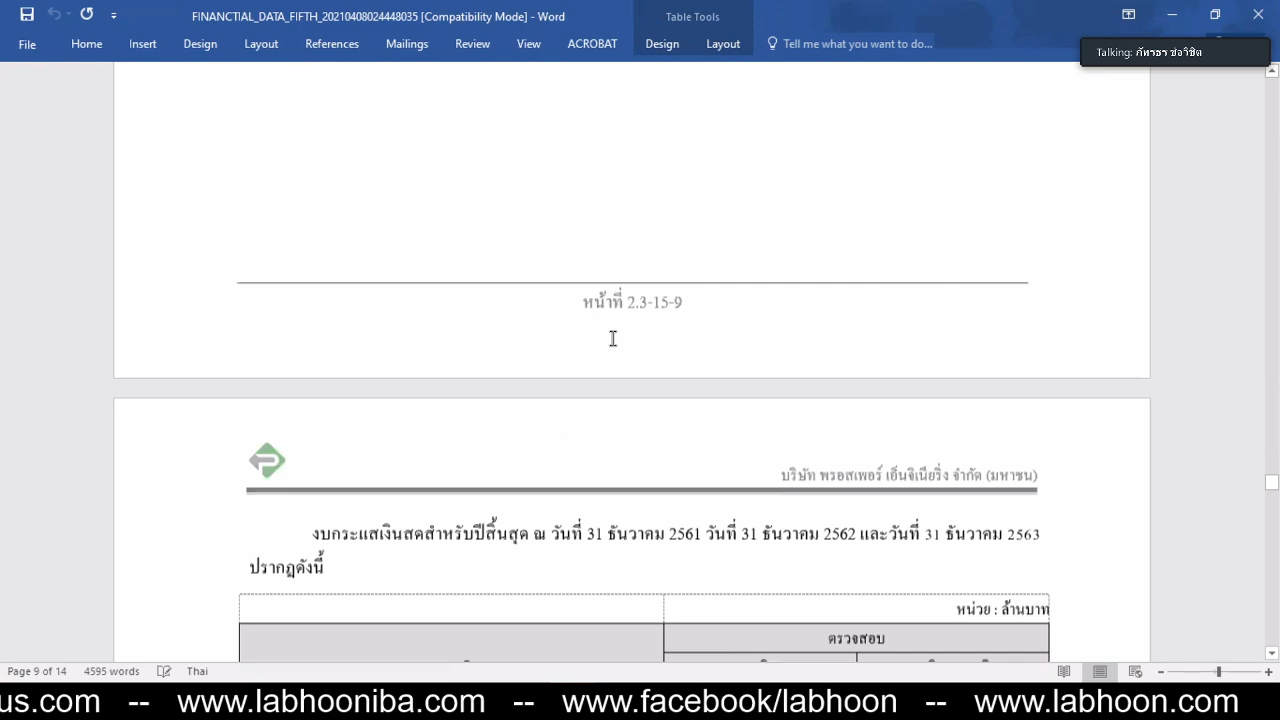 FINANCTIAL_DATA_FIFTH_20210408024448035 [Compatibility Mode] - Word
Table Tools
File Home Insert Design Layout References Mailings Review View ACROBAT Design Layout Tell me what you want to do...
Talking: ภัทรธร ช่อวิชิต
หน้าที่ 2.3-15-9
บริษัท พรอสเพอร์ เอ็นจิเนียริ่ง จำกัด (มหาชน)
งบกระแสเงินสดสำหรับปีสิ้นสุด ณ วันที่ 31 ธันวาคม 2561 วันที่ 31 ธันวาคม 2562 และวันที่ 31 ธันวาคม 2563
ปรากฏดังนี้
หน่วย : ล้านบาท
ตรวจสอบ
Page 9 of 14 4595 words Thai
us.com -- www.labhooniba.com -- www.facebook/labhoon -- www.labhoon.com